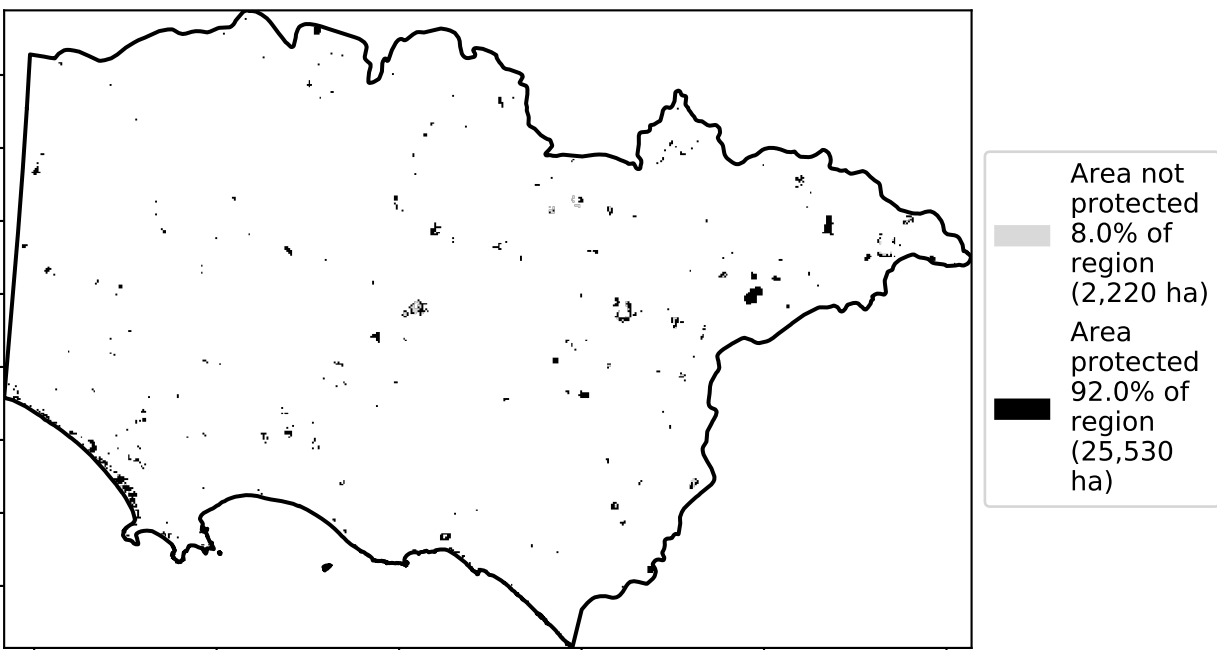 Area not
protected
8.0% of
region
(2,220 ha)
Area
protected
92.0% of
region
(25,530
ha)